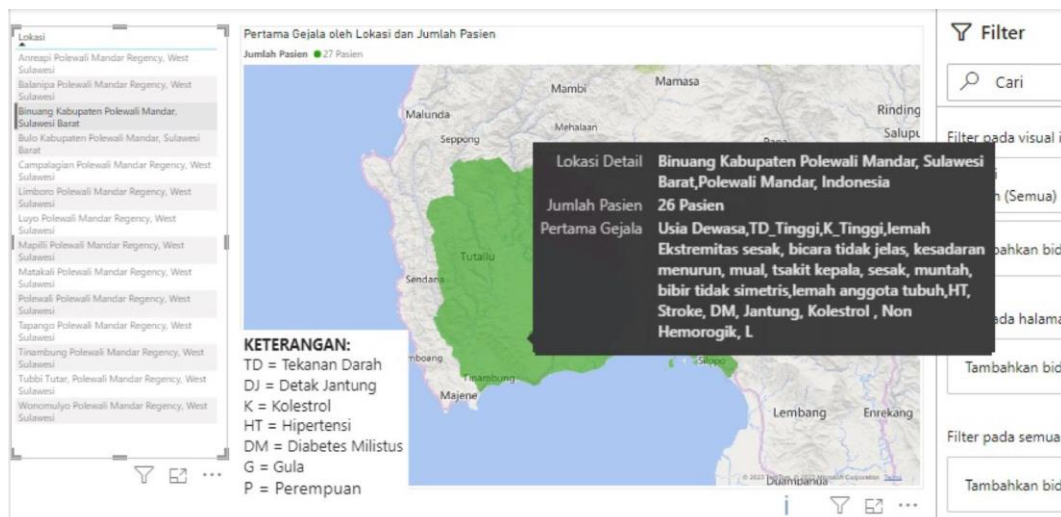 Lokasi
Anreapi Polewali Mandar Regency, West
Sulawesi
Balanipa Polewali Mandar Regency, West
Sulawesi
Binuang Kabupaten Polewali Mandar,
Sulawesi Barat
Bulo Kabupaten Polewali Mandar, Sulawesi
Barat
Campalagian Polewali Mandar Regency, West
Sulawesi
Limboro Polewali Mandar Regency, West
Sulawesi
Luyo Polewali Mandar Regency, West
Sulawesi
Mapilli Polewali Mandar Regency, West
Sulawesi
Matakali Polewali Mandar Regency, West
Sulawesi
Polewali Polewali Mandar Regency, West
Sulawesi
Tapango Polewali Mandar Regency, West
Sulawesi
Tinambung Polewali Mandar Regency, West
Sulawesi
Tubbi Tutar, Polewali Mandar Regency, West
Sulawesi
Wonomulyo Polewali Mandar Regency, West
Sulawesi
Pertama Gejala oleh Lokasi dan Jumlah Pasien
Jumlah Pasien 27 Pasien
Mambi
Mamasa
Malunda
Mehalaan
Seppong
Rinding
Salupu
Tutallu
Sendana
Tinambung
Majene
Silopo
Lembang
Enrekang
Duampanua
Lokasi Detail Binuang Kabupaten Polewali Mandar, Sulawesi
Barat,Polewali Mandar, Indonesia
Jumlah Pasien 26 Pasien
Pertama Gejala Usia Dewasa,TD_Tinggi,K_Tinggi,lemah
Ekstremitas sesak, bicara tidak jelas, kesadaran
menurun, mual, tsakit kepala, sesak, muntah,
bibir tidak simetris,lemah anggota tubuh,HT,
Stroke, DM, Jantung, Kolestrol , Non
Hemorogik, L
KETERANGAN:
TD = Tekanan Darah
DJ = Detak Jantung
K = Kolestrol
HT = Hipertensi
DM = Diabetes Milistus
G = Gula
P = Perempuan
© 2023 TomTom, © 2023 Microsoft Corporation Terms
Filter
Cari
Filter pada visual i
(Semua)
Tambahkan bid
Filter pada semua
Tambahkan bid